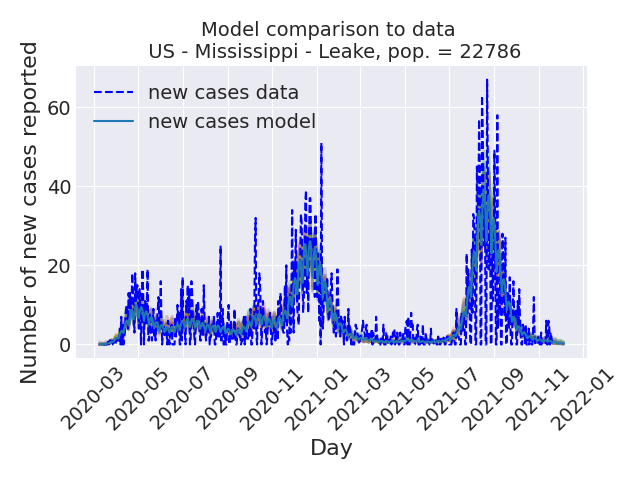 Model comparison to data
US - Mississippi - Leake, pop. = 22786
Number of new cases reported
60
40
20
0
new cases data
new cases model
2020-03
2020-05
2020-07
2020-09
2020-11
2021-01
2021-03
2021-05
2021-07
2021-09
2021-11
2022-01
Day